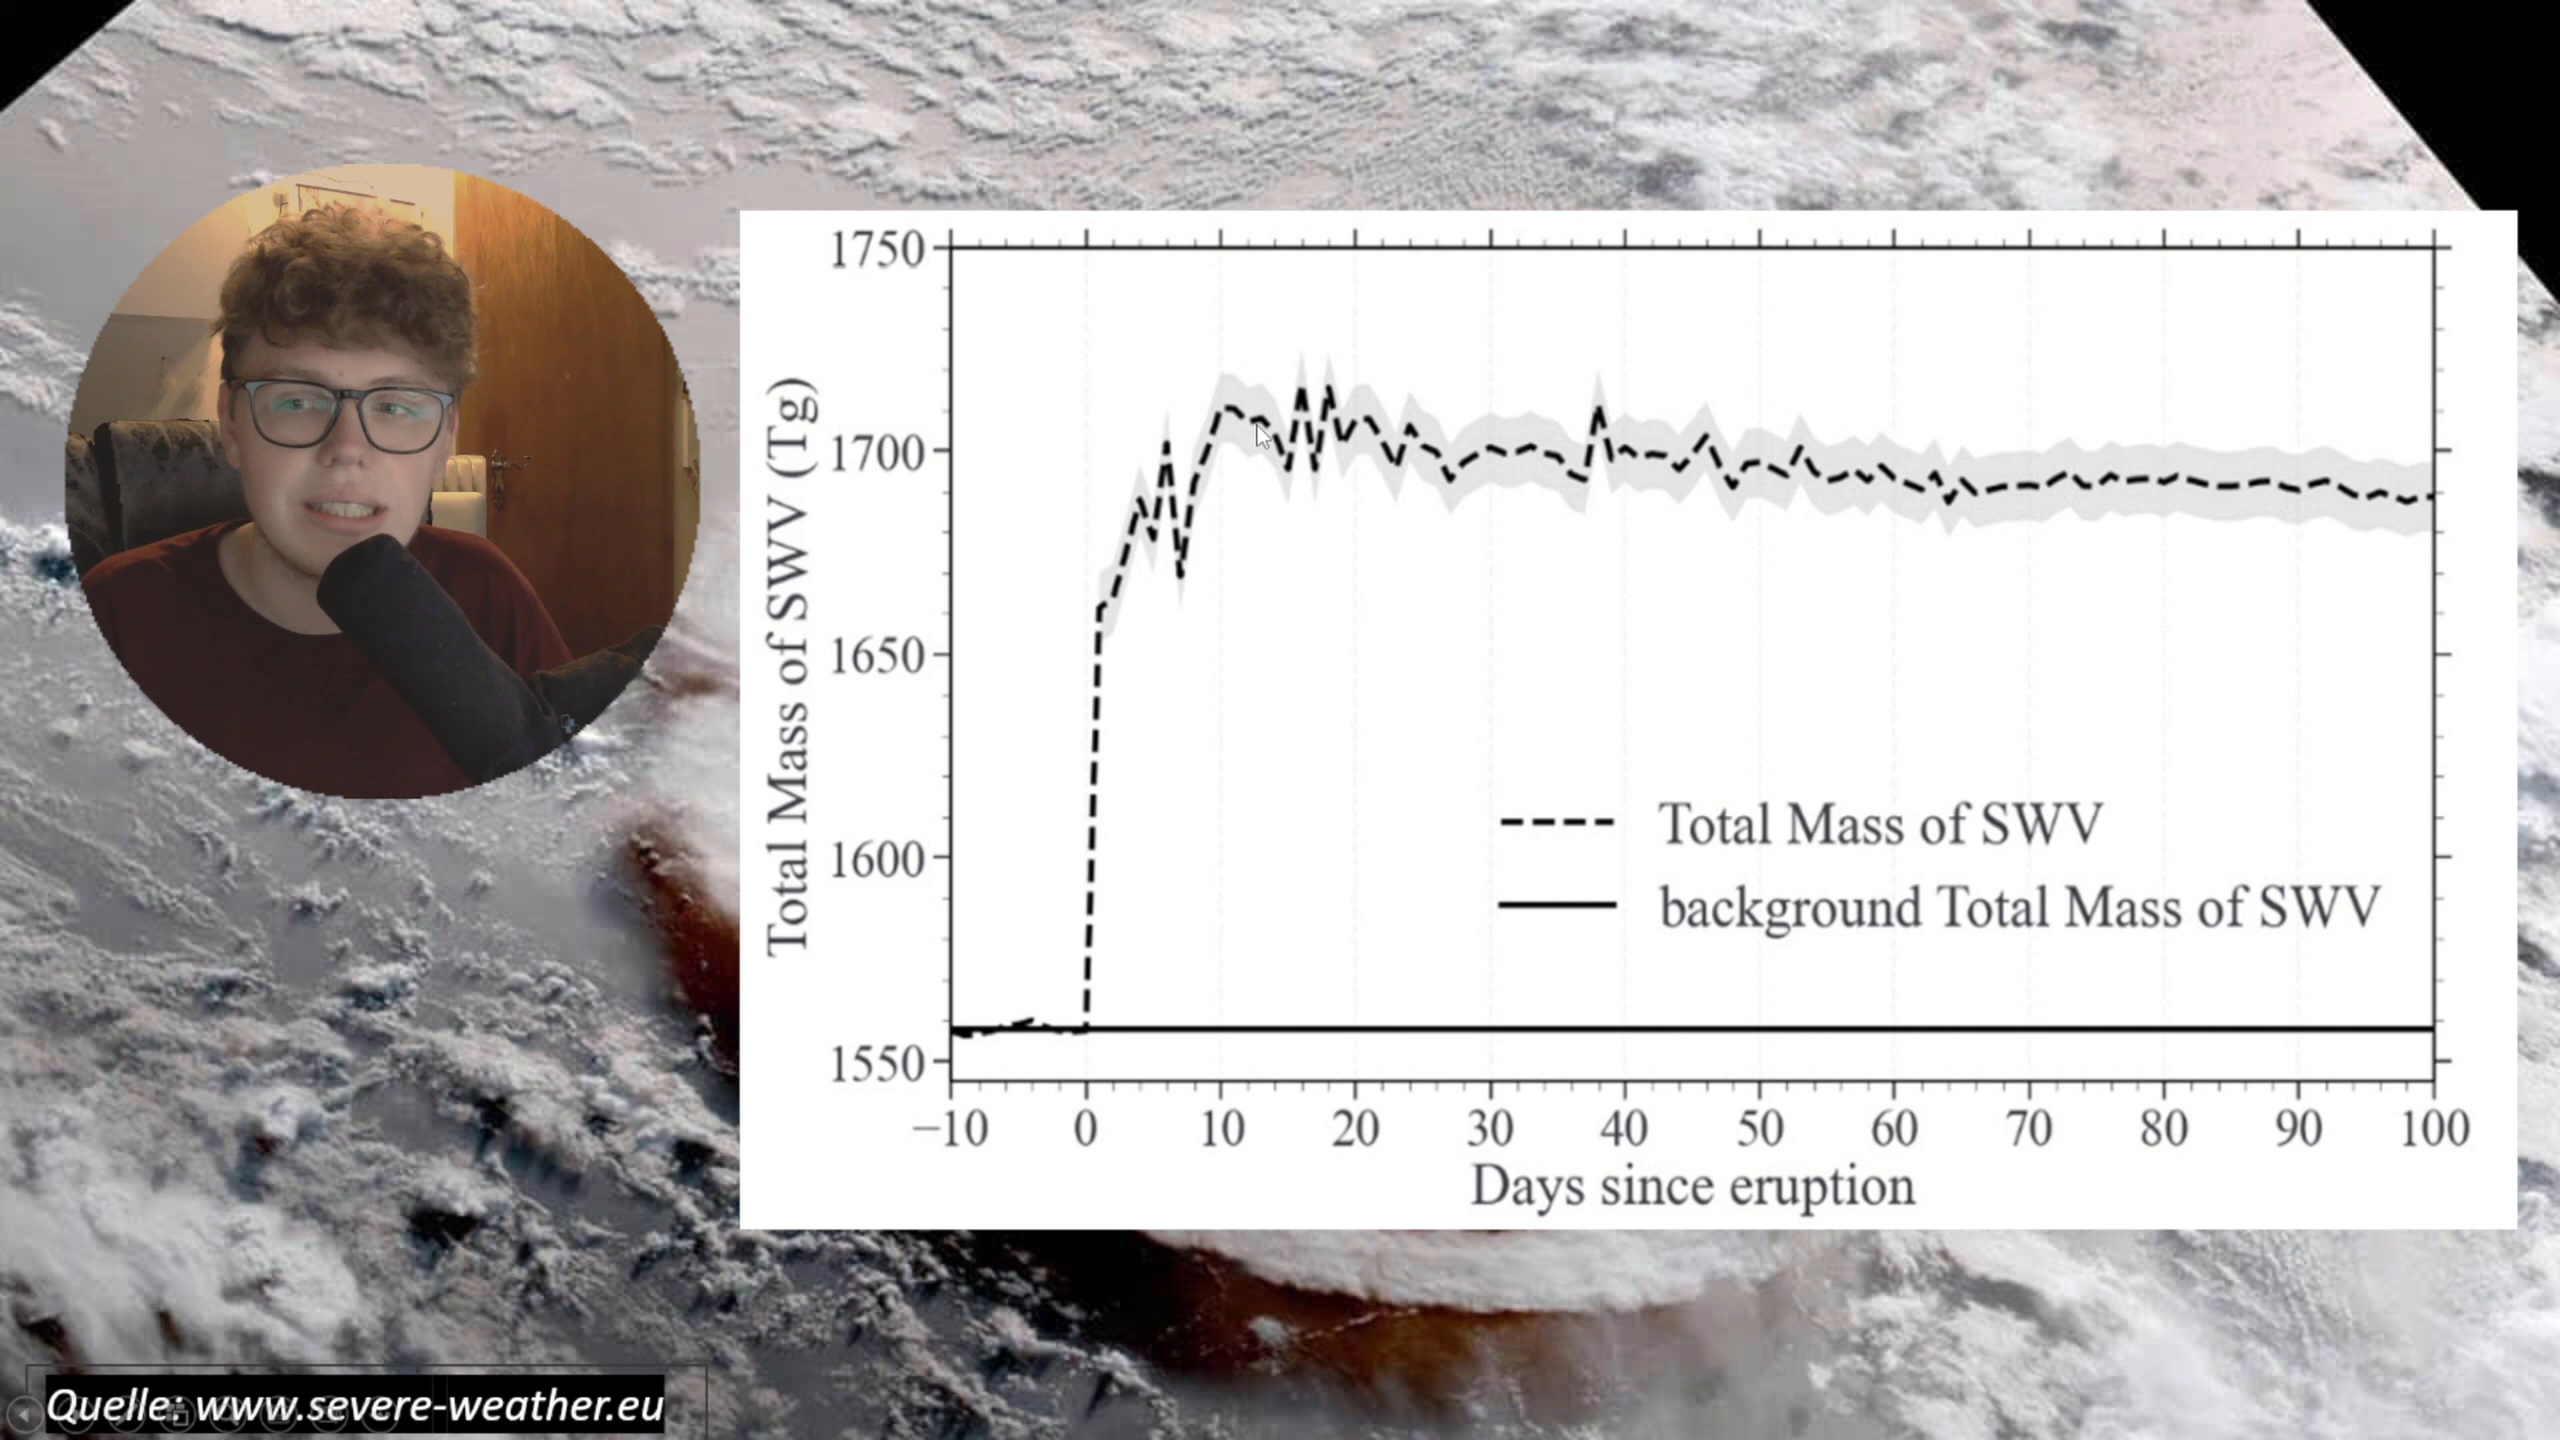 1750
1700
1650
1600
1550
Total Mass of SWV (Tg)
Total Mass of SWV
background Total Mass of SWV
−10 0 10 20 30 40 50 60 70 80 90 100
Days since eruption
Quelle: www.severe-weather.eu